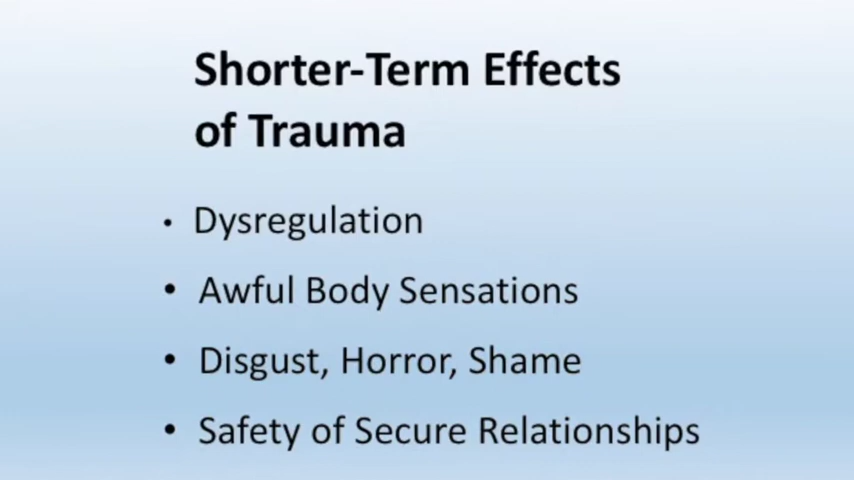 Shorter-Term Effects
of Trauma
• Dysregulation
• Awful Body Sensations
• Disgust, Horror, Shame
• Safety of Secure Relationships